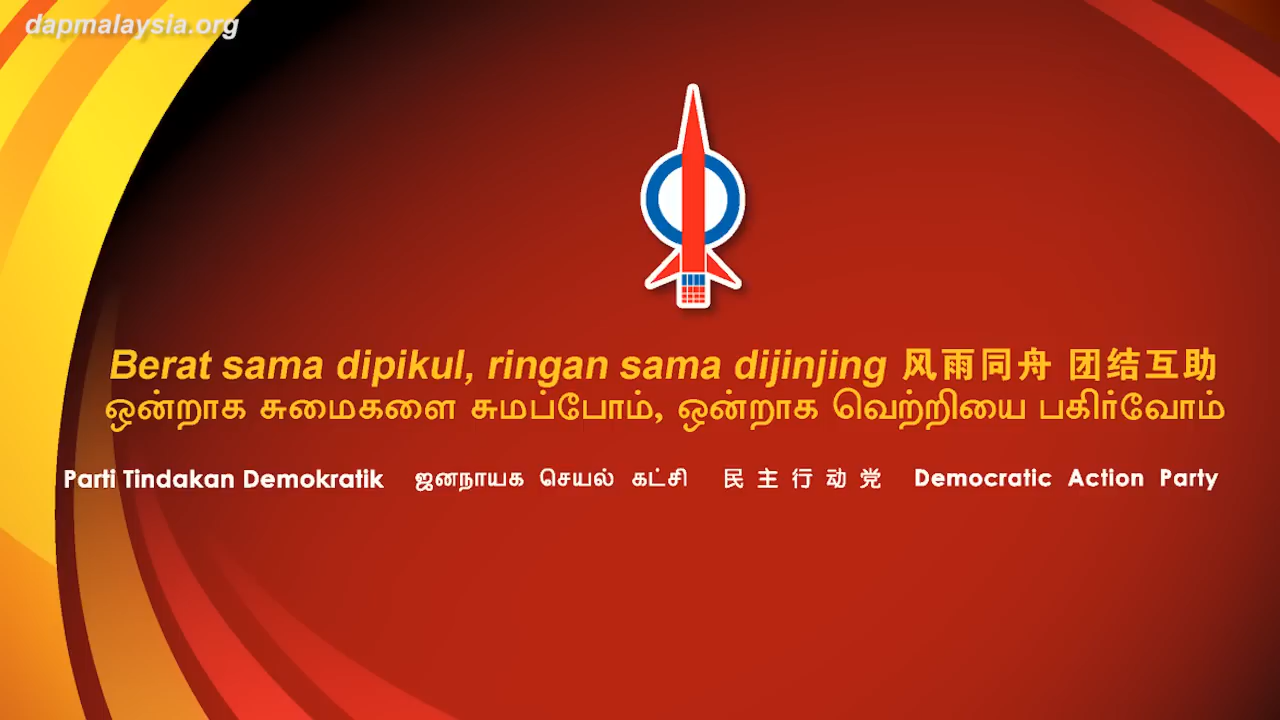 dapmalaysia.org
Berat sama dipikul, ringan sama dijinjing 风雨同舟 团结互助
ஒன்றாக சுமைகளை சுமப்போம், ஒன்றாக வெற்றியை பகிர்வோம்
Parti Tindakan Demokratik ஜனநாயக செயல் கட்சி 民主行动党 Democratic Action Party